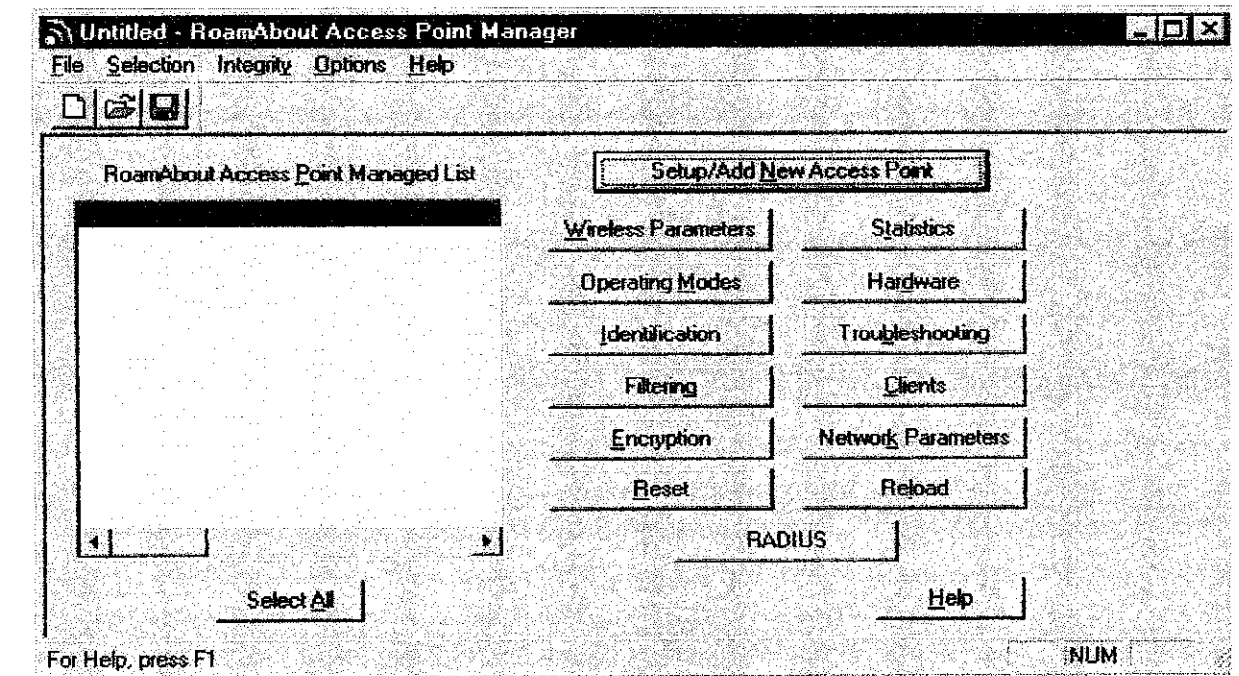 Untitled - RoamAbout Access Point Manager
File Selection Integrity Options Help
RoamAbout Access Point Managed List
Setup/Add New Access Point
Wireless Parameters
Statistics
Operating Modes
Hardware
Identification
Troubleshooting
Filtering
Clients
Encryption
Network Parameters
Reset
Reload
RADIUS
Select All
Help
For Help, press F1
NUM